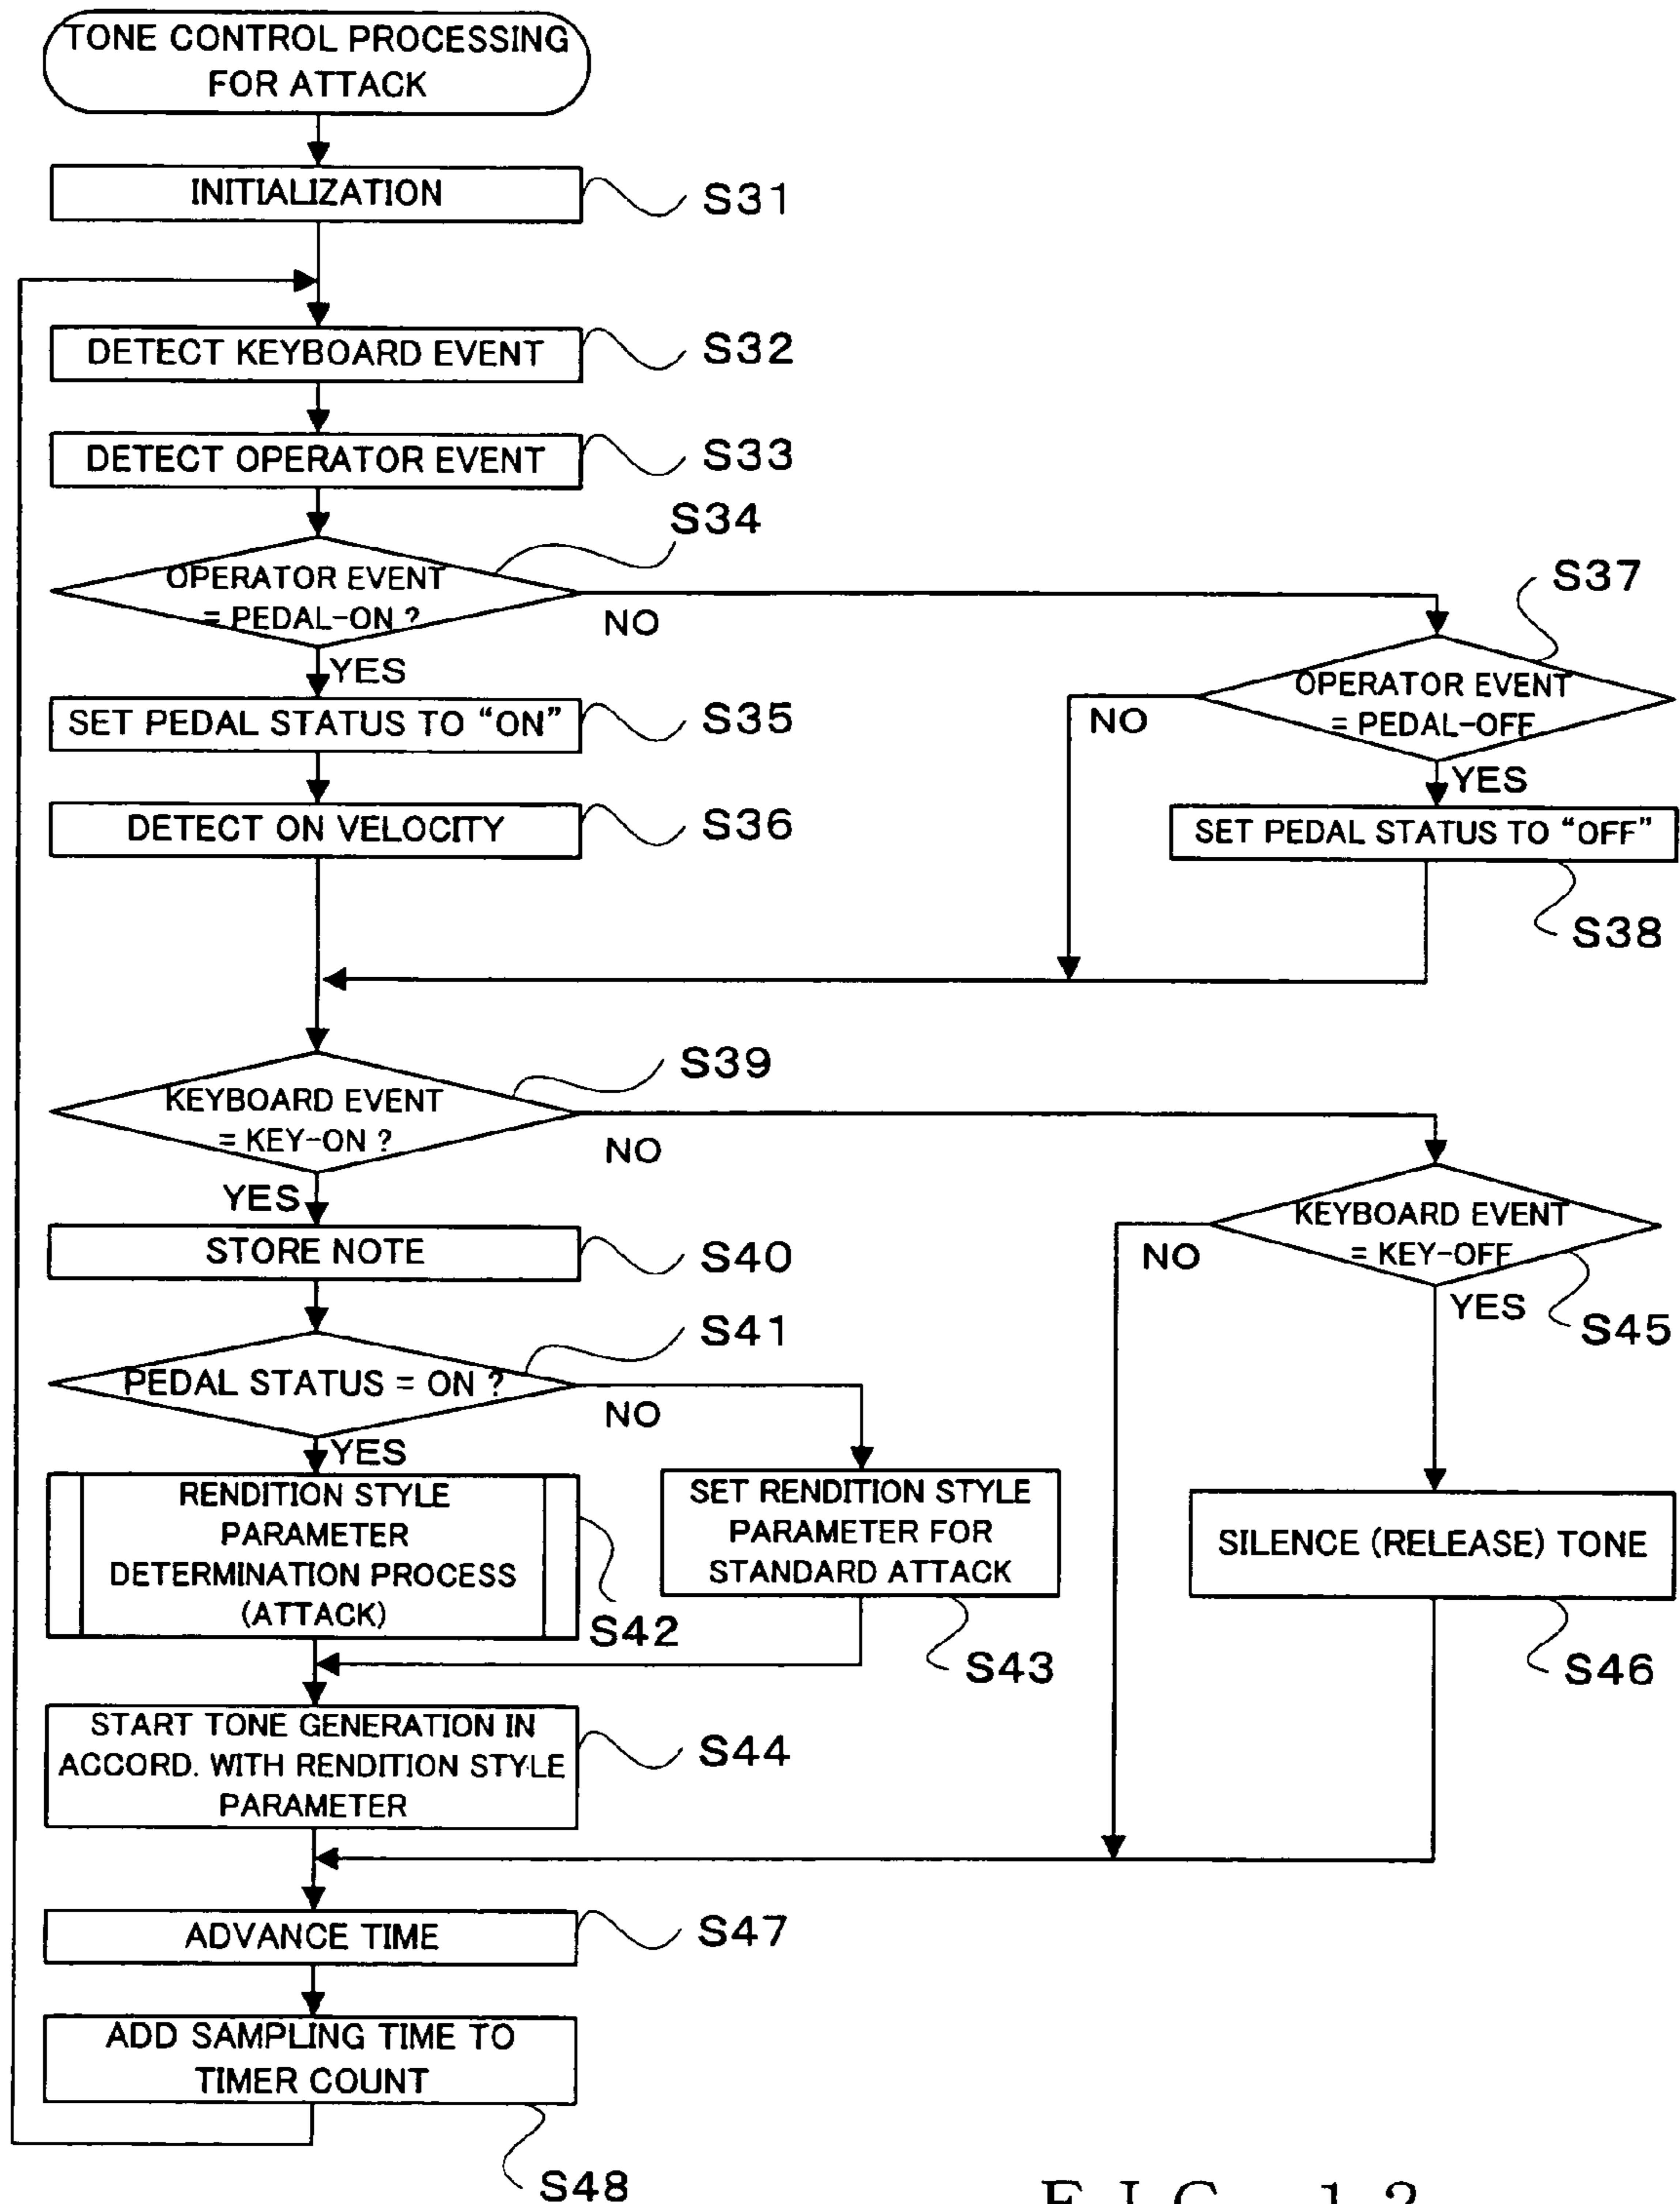 TONE CONTROL PROCESSING
FOR ATTACK
INITIALIZATION
S31
DETECT KEYBOARD EVENT
S32
DETECT OPERATOR EVENT
S33
S34
OPERATOR EVENT
= PEDAL-ON ?
NO
YES
S37
OPERATOR EVENT
= PEDAL-OFF
NO
YES
SET PEDAL STATUS TO “ON”
S35
DETECT ON VELOCITY
S36
SET PEDAL STATUS TO “OFF”
S38
S39
KEYBOARD EVENT
= KEY-ON ?
NO
YES
KEYBOARD EVENT
= KEY-OFF
NO
YES
S45
STORE NOTE
S40
S41
PEDAL STATUS = ON ?
NO
YES
RENDITION STYLE
PARAMETER
DETERMINATION PROCESS
(ATTACK)
S42
SET RENDITION STYLE
PARAMETER FOR
STANDARD ATTACK
S43
SILENCE (RELEASE) TONE
S46
START TONE GENERATION IN
ACCORD. WITH RENDITION STYLE
PARAMETER
S44
ADVANCE TIME
S47
ADD SAMPLING TIME TO
TIMER COUNT
S48